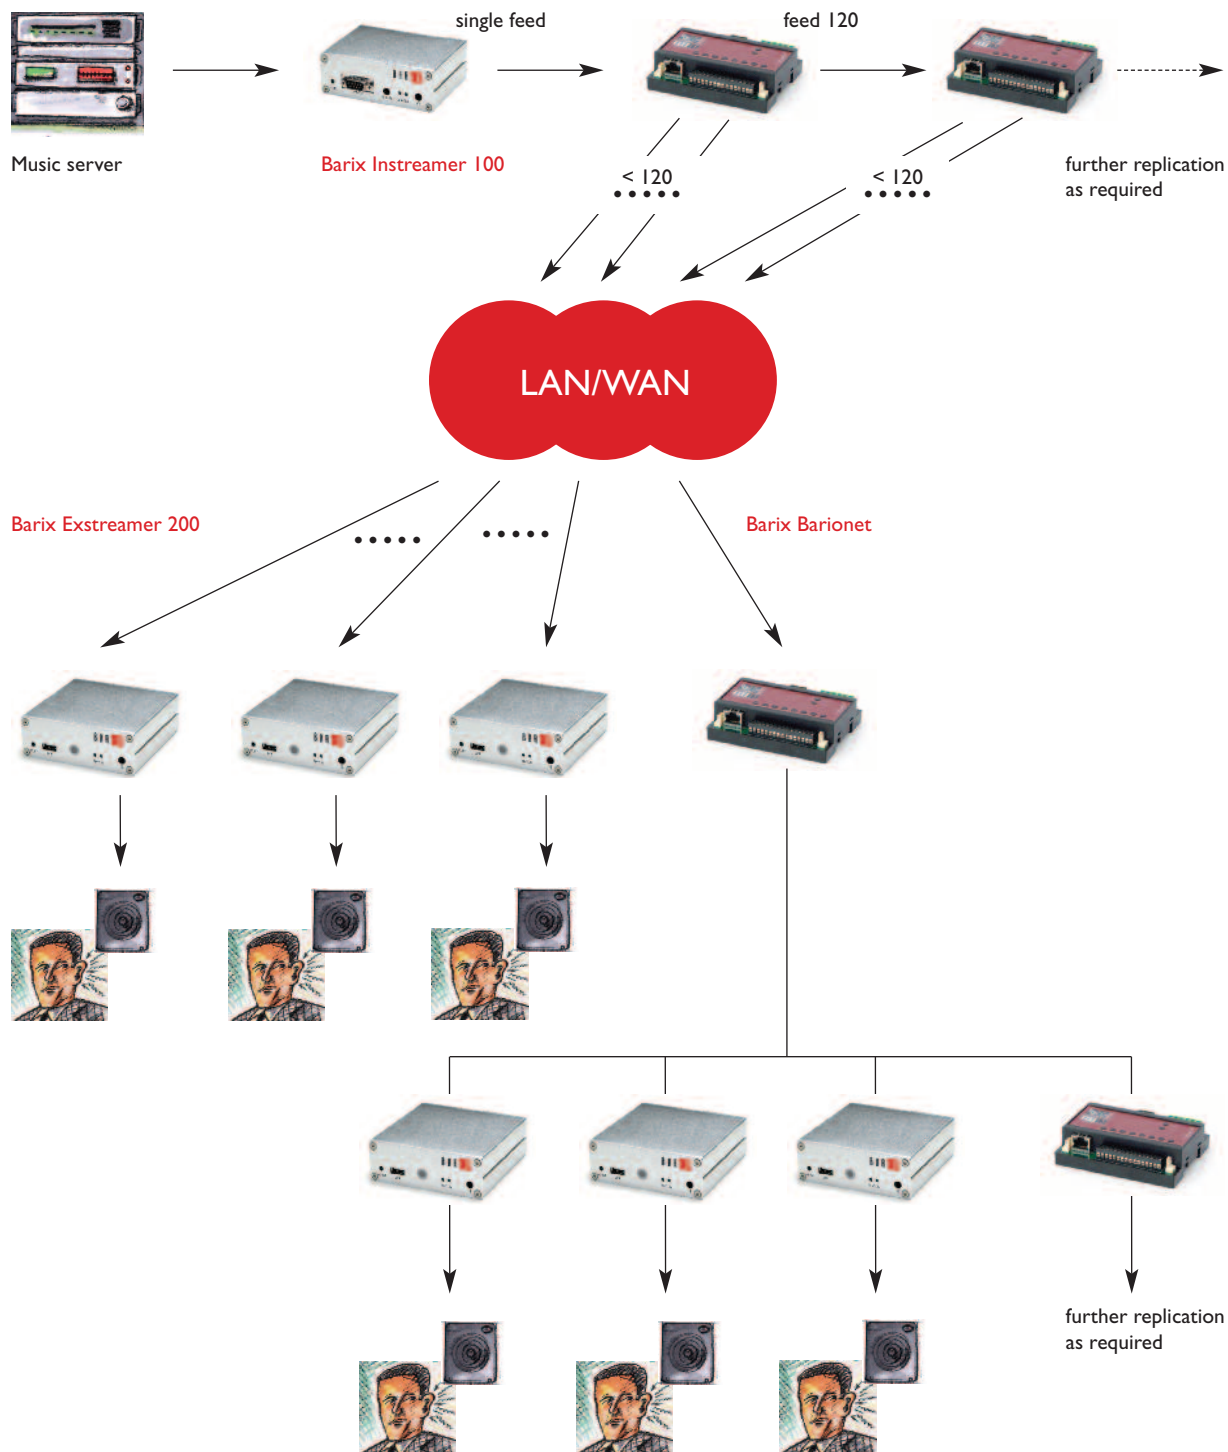 single feed
feed 120
Music server
Barix Instreamer 100
< 120
< 120
further replication
as required
LAN/WAN
Barix Exstreamer 200
Barix Barionet
further replication
as required